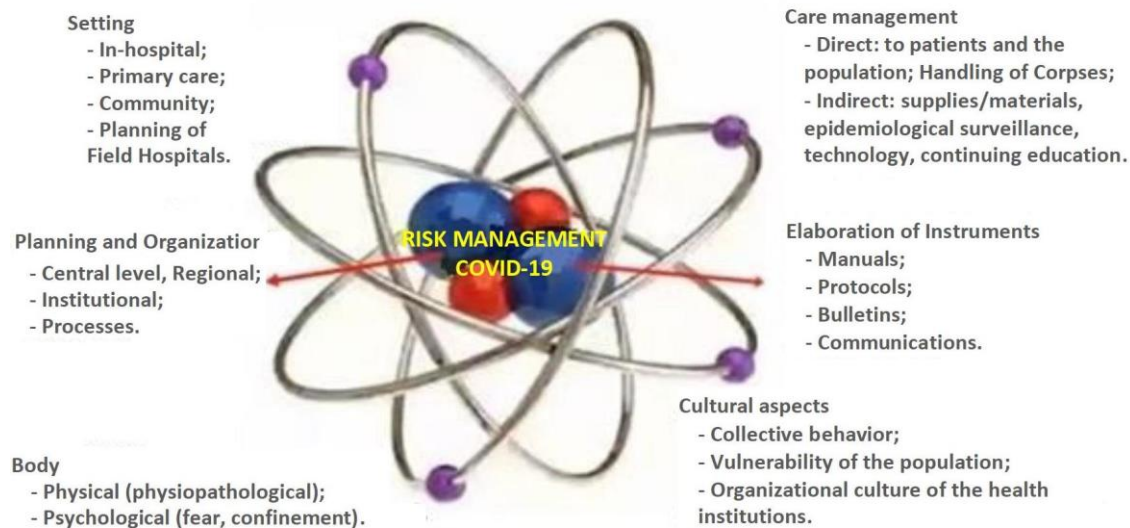 Setting
- In-hospital;
- Primary care;
- Community;
- Planning of
Field Hospitals.
Care management
- Direct: to patients and the
population; Handling of Corpses;
- Indirect: supplies/materials,
epidemiological surveillance,
technology, continuing education.
Planning and Organizatior
- Central level, Regional;
- Institutional;
- Processes.
RISK MANAGEMENT
COVID-19
Elaboration of Instruments
- Manuals;
- Protocols;
- Bulletins;
- Communications.
Body
- Physical (physiopathological);
- Psychological (fear, confinement).
Cultural aspects
- Collective behavior;
- Vulnerability of the population;
- Organizational culture of the health
institutions.